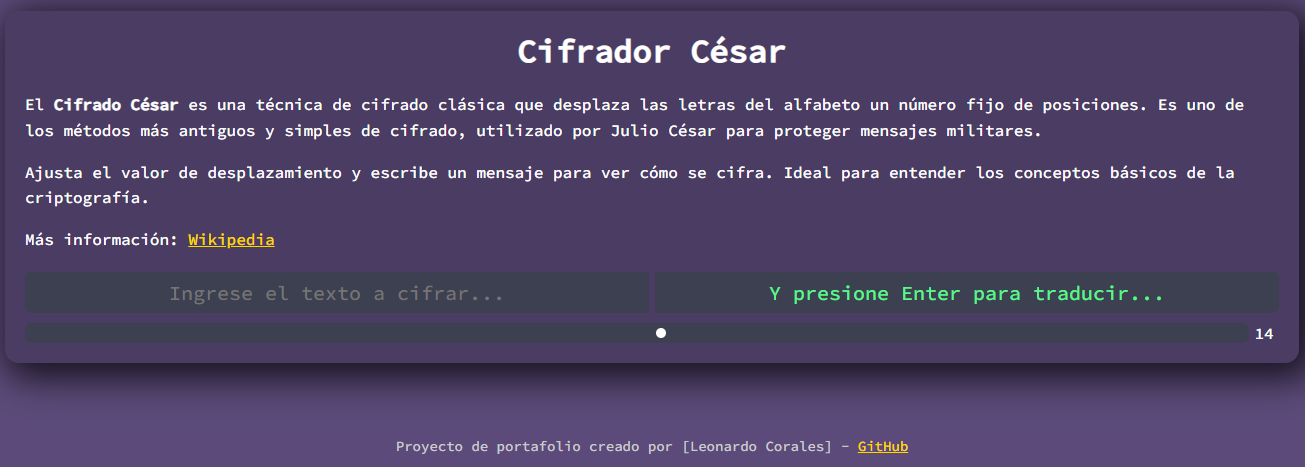 Cifrador César
El Cifrado César es una técnica de cifrado clásica que desplaza las letras del alfabeto un número fijo de posiciones. Es uno de
los métodos más antiguos y simples de cifrado, utilizado por Julio César para proteger mensajes militares.
Ajusta el valor de desplazamiento y escribe un mensaje para ver cómo se cifra. Ideal para entender los conceptos básicos de la
criptografía.
Más información: Wikipedia
Ingrese el texto a cifrar...
Y presione Enter para traducir...
14
Proyecto de portafolio creado por [Leonardo Corales] - GitHub